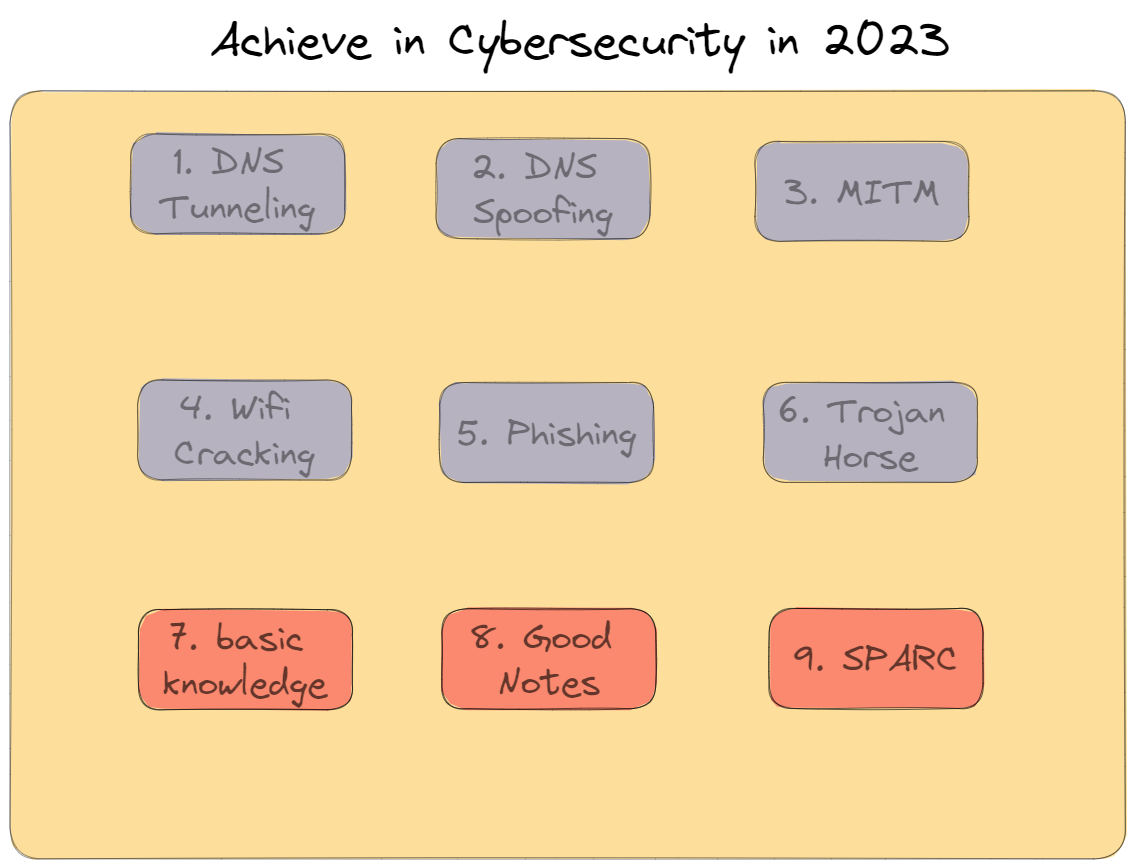 Achieve in Cybersecurity in 2023
1. DNS
Tunneling
2. DNS
Spoofing
3. MITM
4. Wifi
Cracking
5. Phishing
6. Trojan
Horse
7. basic
knowledge
8. Good
Notes
9. SPARC